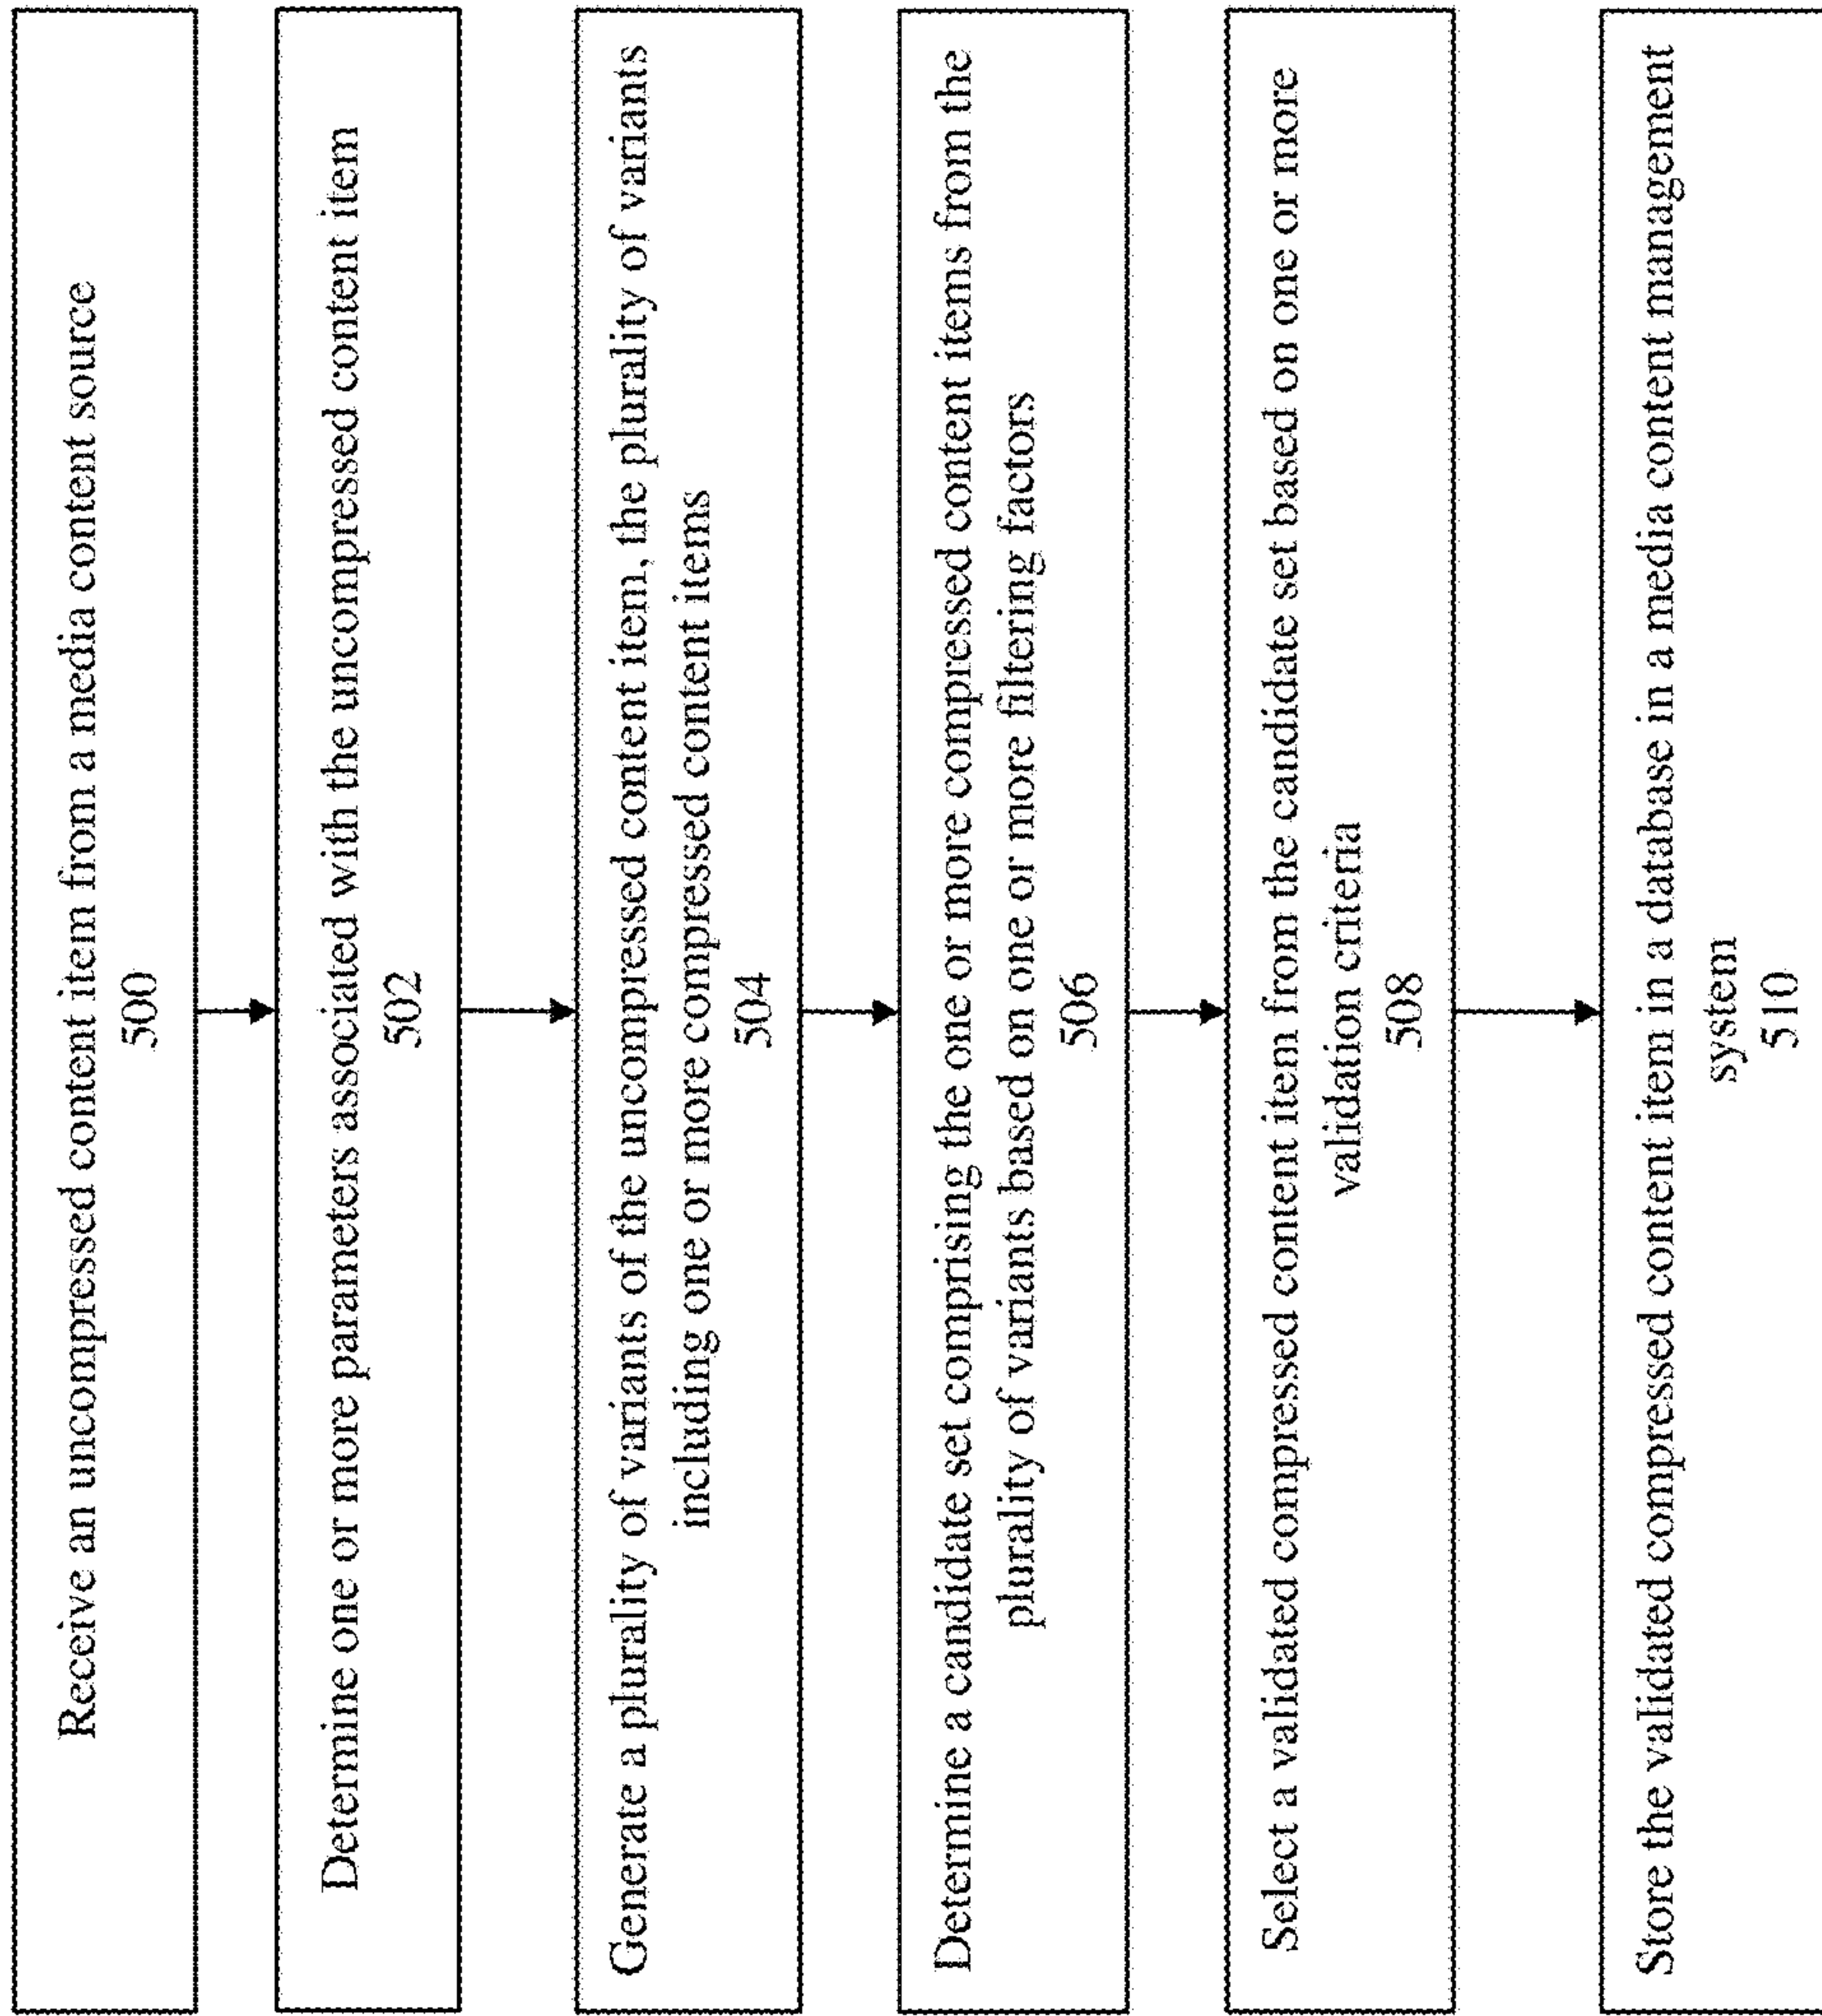 Receive an uncompressed content item from a media content source
500
Determine one or more parameters associated with the uncompressed content item
502
Generate a plurality of variants of the uncompressed content item, the plurality of variants
including one or more compressed content items
504
Determine a candidate set comprising the one or more compressed content items from the
plurality of variants based on one or more filtering factors
506
Select a validated compressed content item from the candidate set based on one or more
validation criteria
508
Store the validated compressed content item in a database in a media content management
system
510